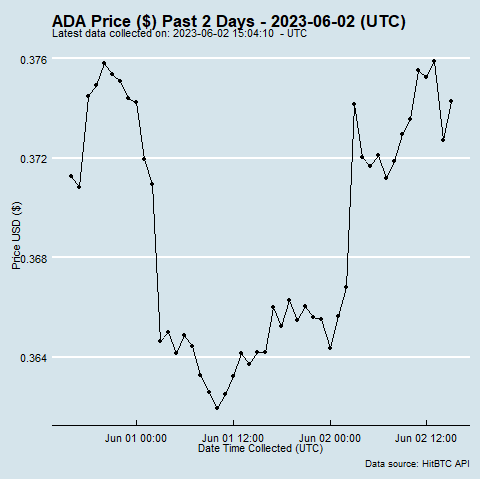 ADA Price ($) Past 2 Days - 2023-06-02 (UTC)
Latest data collected on: 2023-06-02 15:04:10 - UTC
0.376
0.372
0.368
0.364
Price USD ($)
Jun 01 00:00 Jun 01 12:00 Jun 02 00:00 Jun 02 12:00
Date Time Collected (UTC)
Data source: HitBTC API